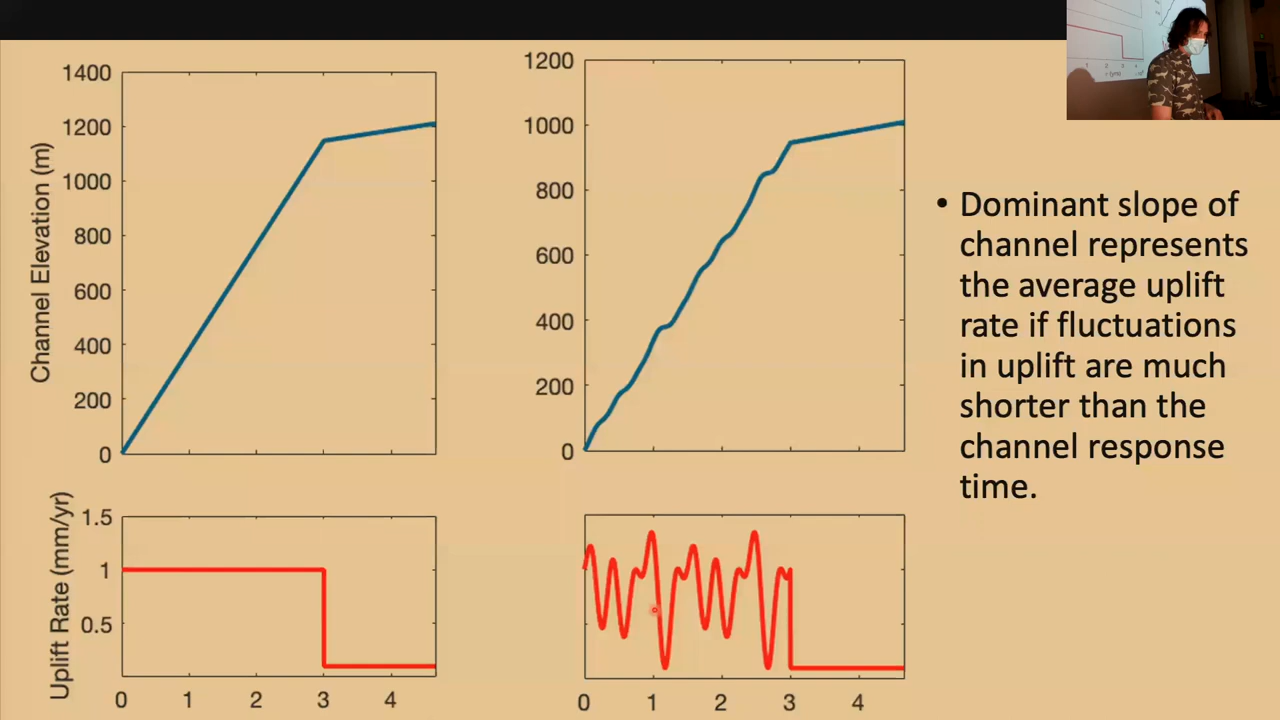 1400
1200
1000
800
600
400
200
0
Channel Elevation (m)
1200
1000
800
600
400
200
0
• Dominant slope of
channel represents
the average uplift
rate if fluctuations
in uplift are much
shorter than the
channel response
time.
1.5
1
0.5
Uplift Rate (mm/yr)
0 1 2 3 4
0 1 2 3 4